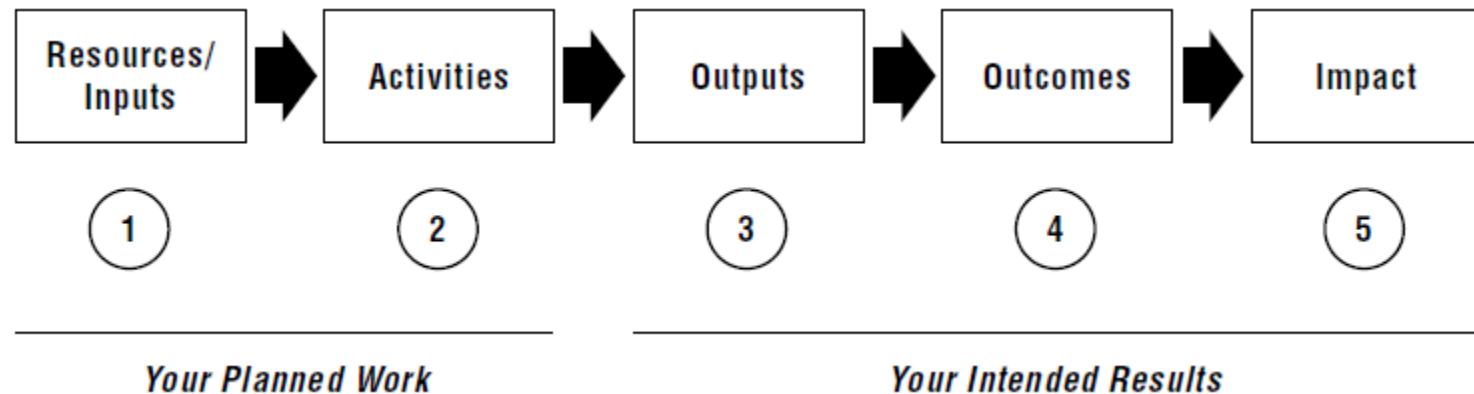 Resources/
Inputs
Activities
Outputs
Outcomes
Impact
1
2
3
4
5
Your Planned Work
Your Intended Results